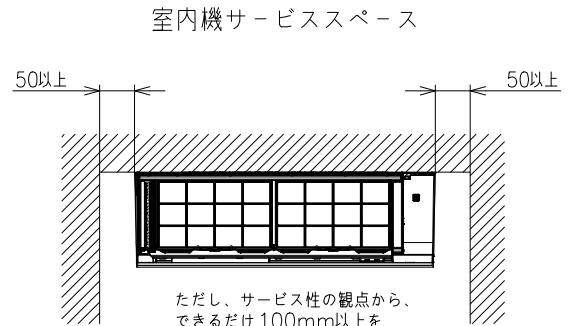 室内機サービススペース
50以上
50以上
ただし、サービス性の観点から、
できるだけ100mm以上を